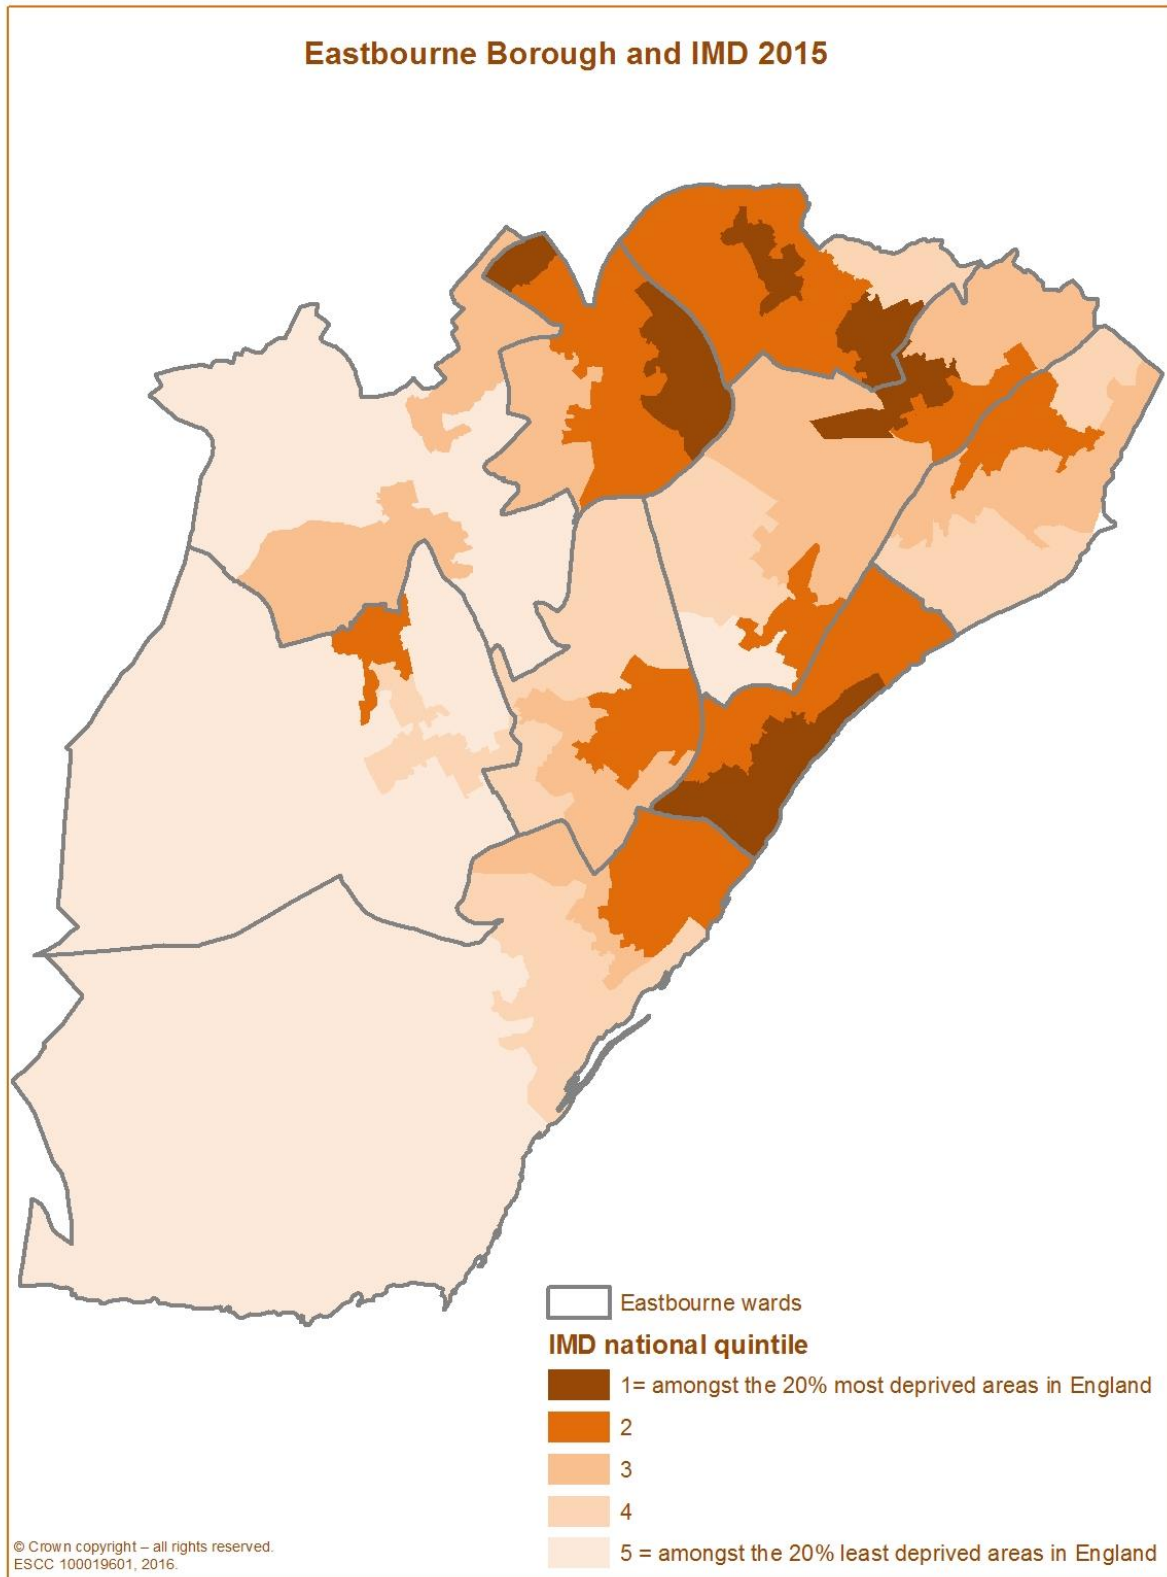 Eastbourne Borough and IMD 2015
Eastbourne wards
IMD national quintile
1= amongst the 20% most deprived areas in England
2
3
4
5 = amongst the 20% least deprived areas in England
© Crown copyright – all rights reserved.
ESCC 100019601, 2016.